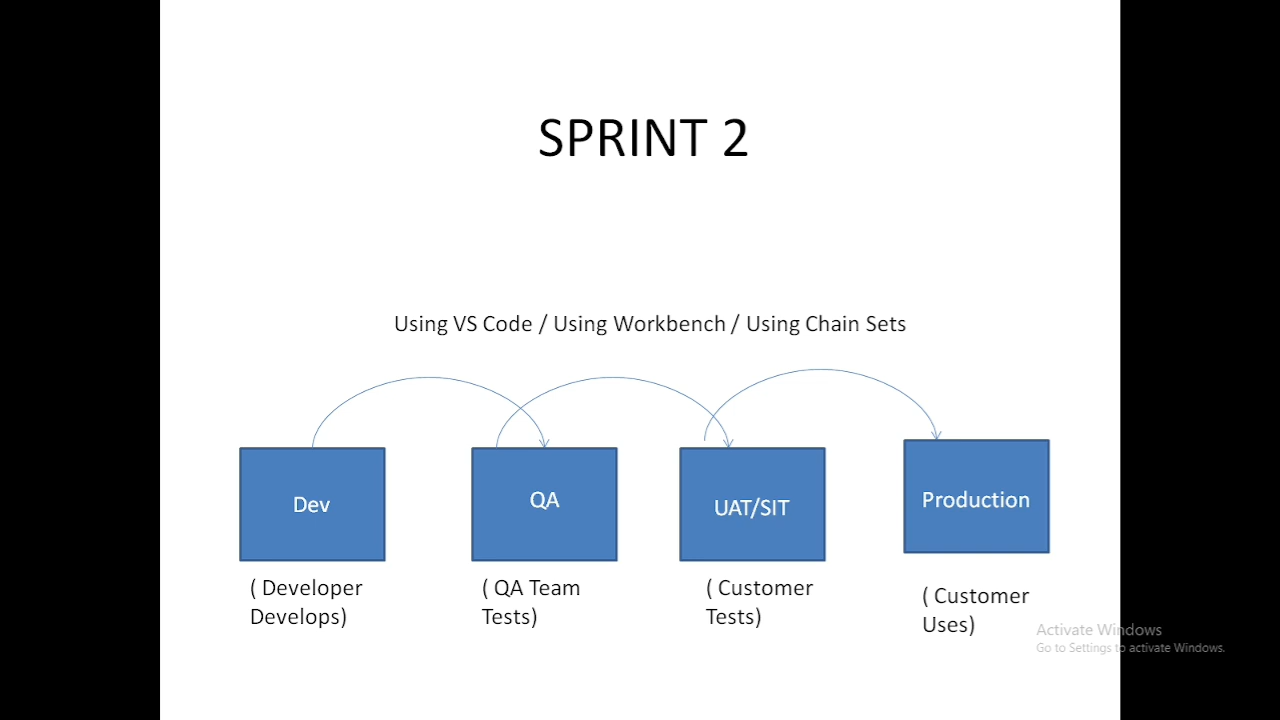 SPRINT 2
Using VS Code / Using Workbench / Using Chain Sets
Dev
QA
UAT/SIT
Production
( Developer
Develops)
( QA Team
Tests)
( Customer
Tests)
( Customer
Uses)
Activate Windows
Go to Settings to activate Windows.